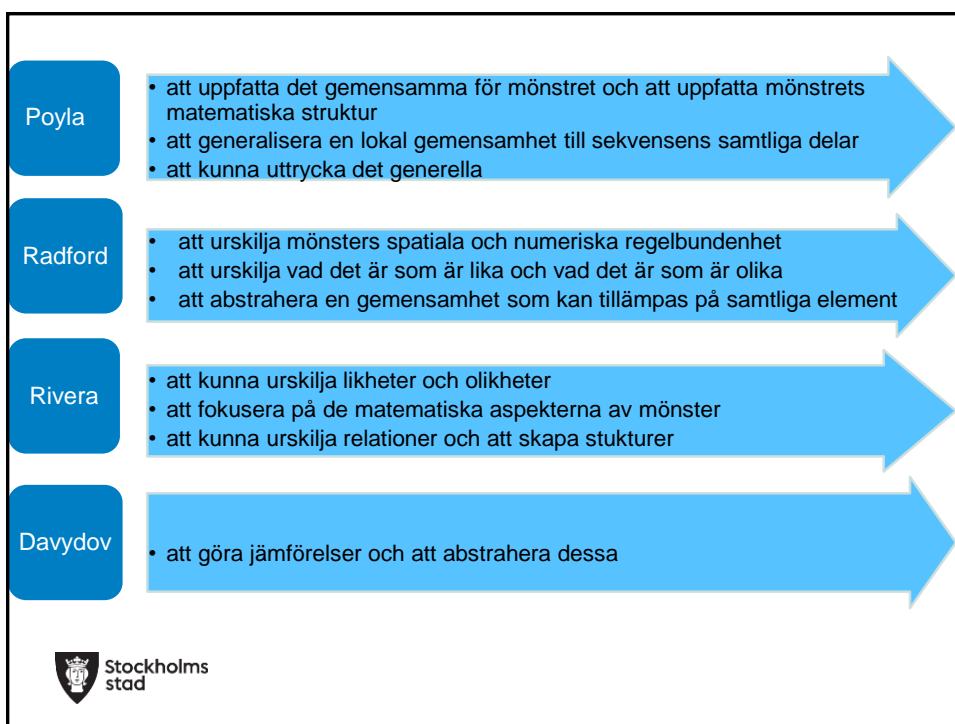 Poyla
• att uppfatta det gemensamma för mönstret och att uppfatta mönstrets
matematiska struktur
• att generalisera en lokal gemensamhet till sekvensens samtliga delar
• att kunna uttrycka det generella
Radford
• att urskilja mönsters spatiala och numeriska regelbundenhet
• att urskilja vad det är som är lika och vad det är som är olika
• att abstrahera en gemensamhet som kan tillämpas på samtliga element
Rivera
• att kunna urskilja likheter och olikheter
• att fokusera på de matematiska aspekterna av mönster
• att kunna urskilja relationer och att skapa stukturer
Davydov
• att göra jämförelser och att abstrahera dessa
Stockholms
stad